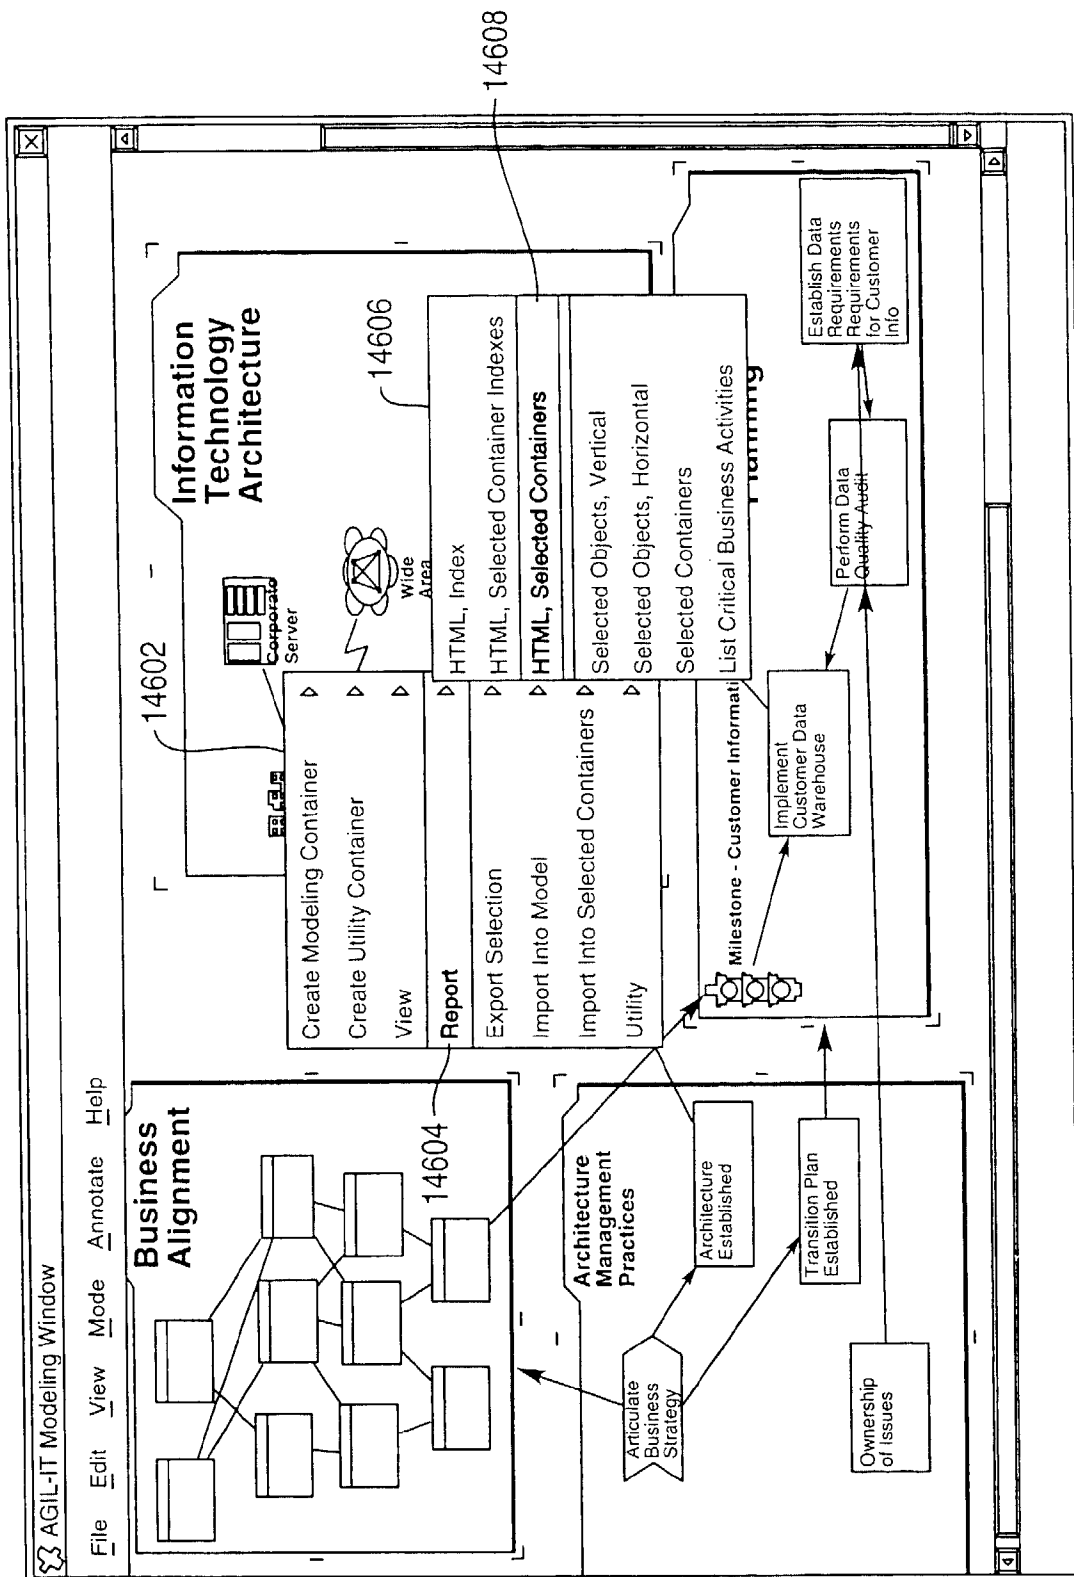 AGIL-IT Modeling Window
File Edit View Mode Annotate Help
Business
Alignment
14602
Corporate
Server
Information
Technology
Architecture
Wide
Area
14606
14608
Create Modeling Container
Create Utility Container
View
Report
Export Selection
Import Into Model
Import Into Selected Containers
Utility
14604
HTML, Index
HTML, Selected Container Indexes
HTML, Selected Containers
Selected Objects, Vertical
Selected Objects, Horizontal
Selected Containers
List Critical Business Activities
Architecture
Management
Practices
Articulate
Business
Strategy
Architecture
Established
Transition Plan
Established
Ownership
of Issues
Milestone - Customer Informati
Implement
Customer Data
Warehouse
Perform Data
Quality Audit
Establish Data
Requirements
Requirements
for Customer
Info